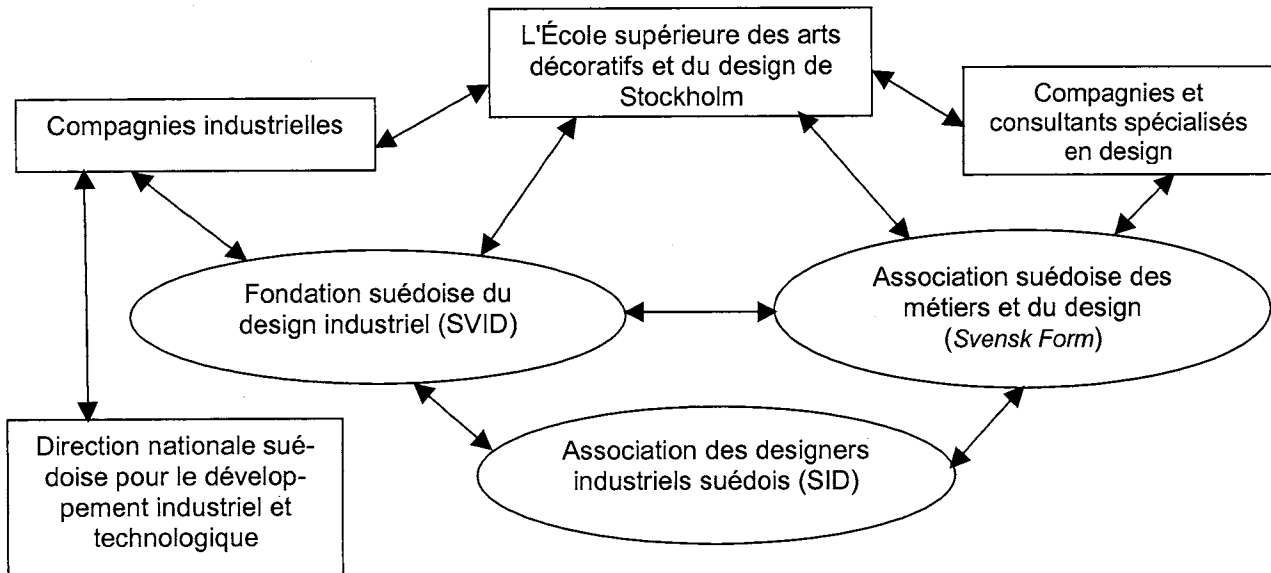 L'École supérieure des arts
décoratifs et du design de
Stockholm
Compagnies industrielles
Compagnies et
consultants spécialisés
en design
Fondation suédoise du
design industriel (SVID)
Association suédoise des
métiers et du design
(Svensk Form)
Direction nationale sué-
doise pour le dévelop-
pement industriel et
technologique
Association des designers
industriels suédois (SID)